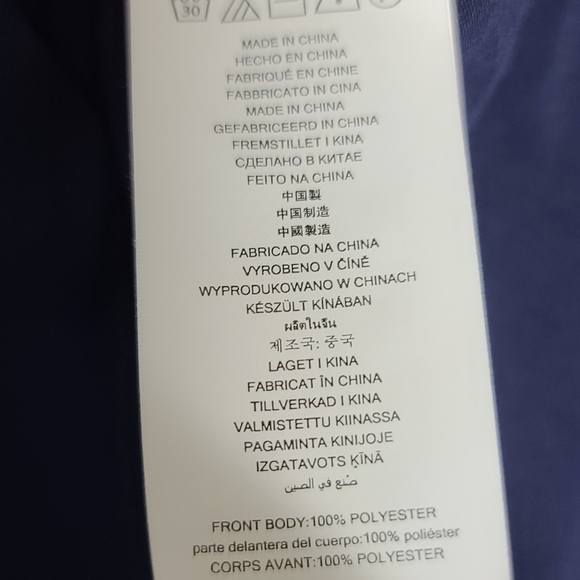 30
MADE IN CHINA
HECHO EN CHINA
FABRIQUÉ EN CHINE
FABBRICATO IN CINA
MADE IN CHINA
GEFABRICEERD IN CHINA
FREMSTILLET I KINA
СДЕЛАНО В КИТАЕ
FEITO NA CHINA
中国製
中国制造
中國製造
FABRICADO NA CHINA
VYROBENO V ČÍNĚ
WYPRODUKOWANO W CHINACH
KÉSZÜLT KÍNÁBAN
ผลิตในจีน
제조국: 중국
LAGET I KINA
FABRICAT ÎN CHINA
TILLVERKAD I KINA
VALMISTETTU KIINASSA
PAGAMINTA KINIJOJE
IZGATAVOTS ĶĪNĀ
صنع في الصين
FRONT BODY:100% POLYESTER
parte delantera del cuerpo:100% poliéster
CORPS AVANT:100% POLYESTER